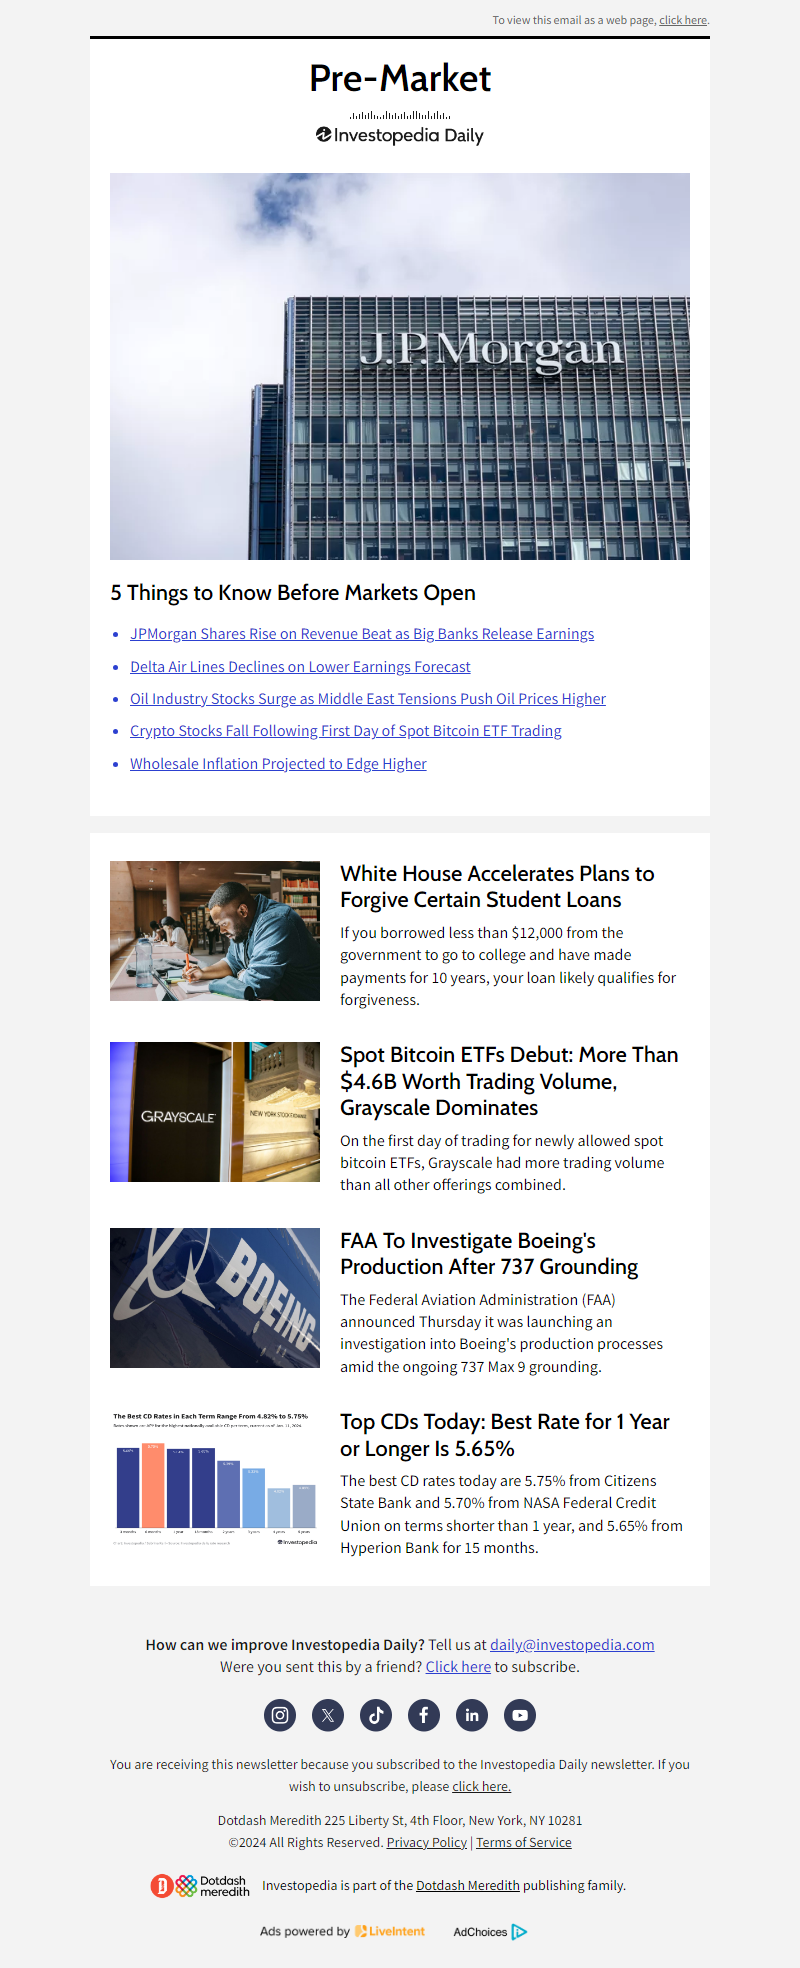 To view this email as a web page, click here.
Pre-Market
Investopedia Daily
J.P.Morgan
5 Things to Know Before Markets Open
JPMorgan Shares Rise on Revenue Beat as Big Banks Release Earnings
Delta Air Lines Declines on Lower Earnings Forecast
Oil Industry Stocks Surge as Middle East Tensions Push Oil Prices Higher
Crypto Stocks Fall Following First Day of Spot Bitcoin ETF Trading
Wholesale Inflation Projected to Edge Higher
White House Accelerates Plans to
Forgive Certain Student Loans
If you borrowed less than $12,000 from the
government to go to college and have made
payments for 10 years, your loan likely qualifies for
forgiveness.
GRAYSCALE
NEW YORK STOCK EXCHANGE
Spot Bitcoin ETFs Debut: More Than
$4.6B Worth Trading Volume,
Grayscale Dominates
On the first day of trading for newly allowed spot
bitcoin ETFs, Grayscale had more trading volume
than all other offerings combined.
BOEING
FAA To Investigate Boeing's
Production After 737 Grounding
The Federal Aviation Administration (FAA)
announced Thursday it was launching an
investigation into Boeing's production processes
amid the ongoing 737 Max 9 grounding.
The Best CD Rates in Each Term Range From 4.82% to 5.75%
Investopedia
Top CDs Today: Best Rate for 1 Year
or Longer Is 5.65%
The best CD rates today are 5.75% from Citizens
State Bank and 5.70% from NASA Federal Credit
Union on terms shorter than 1 year, and 5.65% from
Hyperion Bank for 15 months.
How can we improve Investopedia Daily? Tell us at daily@investopedia.com
Were you sent this by a friend? Click here to subscribe.
You are receiving this newsletter because you subscribed to the Investopedia Daily newsletter. If you
wish to unsubscribe, please click here.
Dotdash Meredith 225 Liberty St, 4th Floor, New York, NY 10281
©2024 All Rights Reserved. Privacy Policy | Terms of Service
Dotdash
meredith
Investopedia is part of the Dotdash Meredith publishing family.
Ads powered by LiveIntent
AdChoices